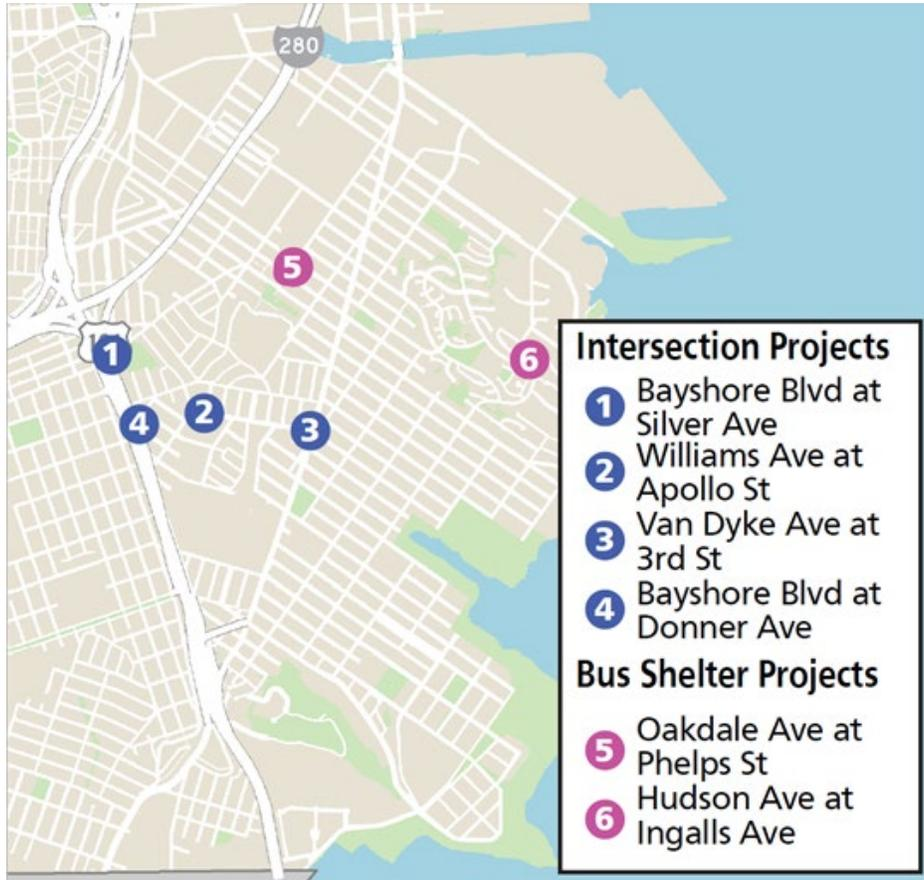 280
5
6
1
4
2
3
Intersection Projects
1 Bayshore Blvd at
Silver Ave
2 Williams Ave at
Apollo St
3 Van Dyke Ave at
3rd St
4 Bayshore Blvd at
Donner Ave
Bus Shelter Projects
5 Oakdale Ave at
Phelps St
6 Hudson Ave at
Ingalls Ave